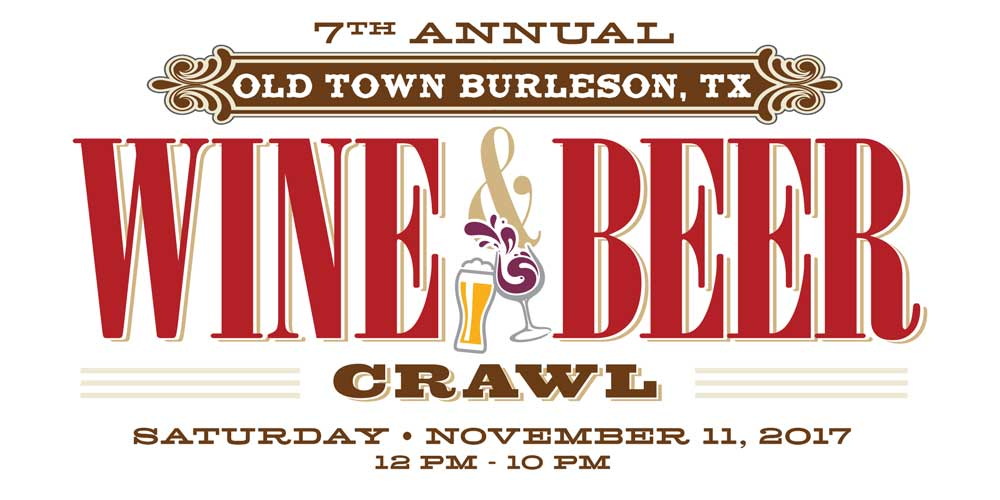 7TH ANNUAL
OLD TOWN BURLESON, TX
WINE & BEER
CRAWL
SATURDAY • NOVEMBER 11, 2017
12 PM - 10 PM